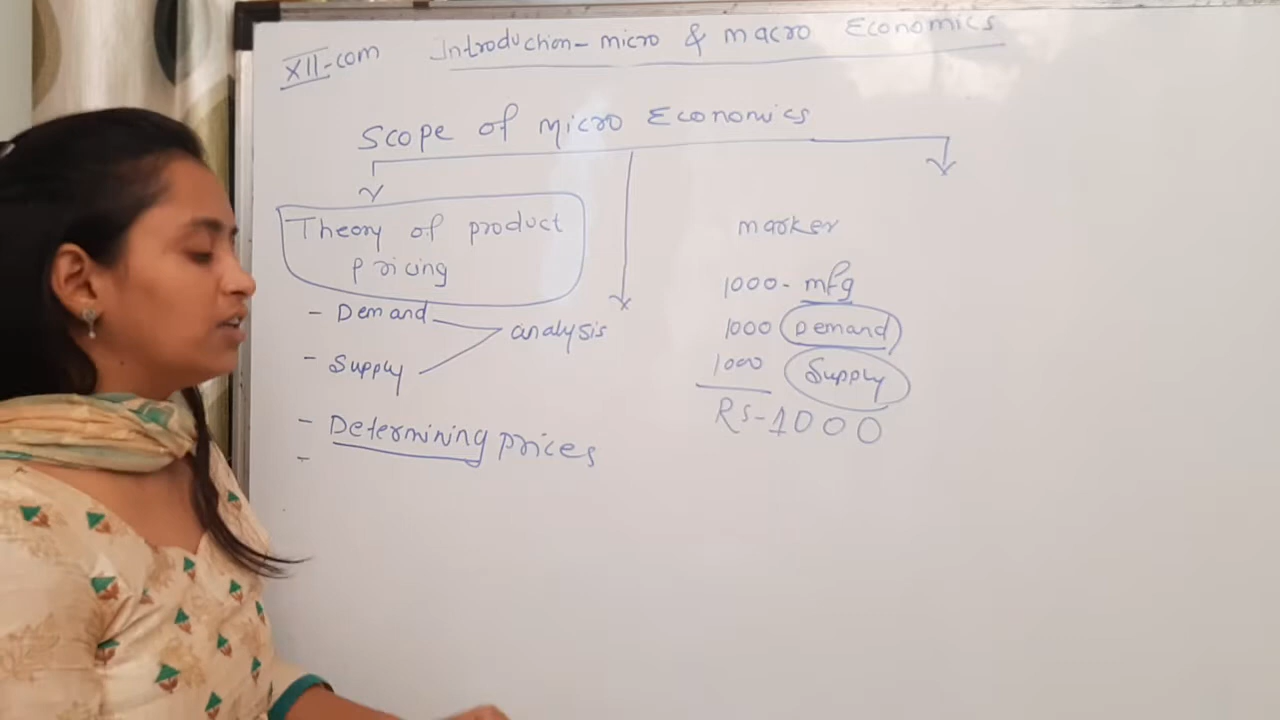 XII-com Introduction- micro & macro Economics
Scope of micro Economics
Theory of product
pricing
- Demand
- Supply
analysis
- Determining prices
-
marker
1000- mfg
1000 Demand
1000 Supply
RS-1000